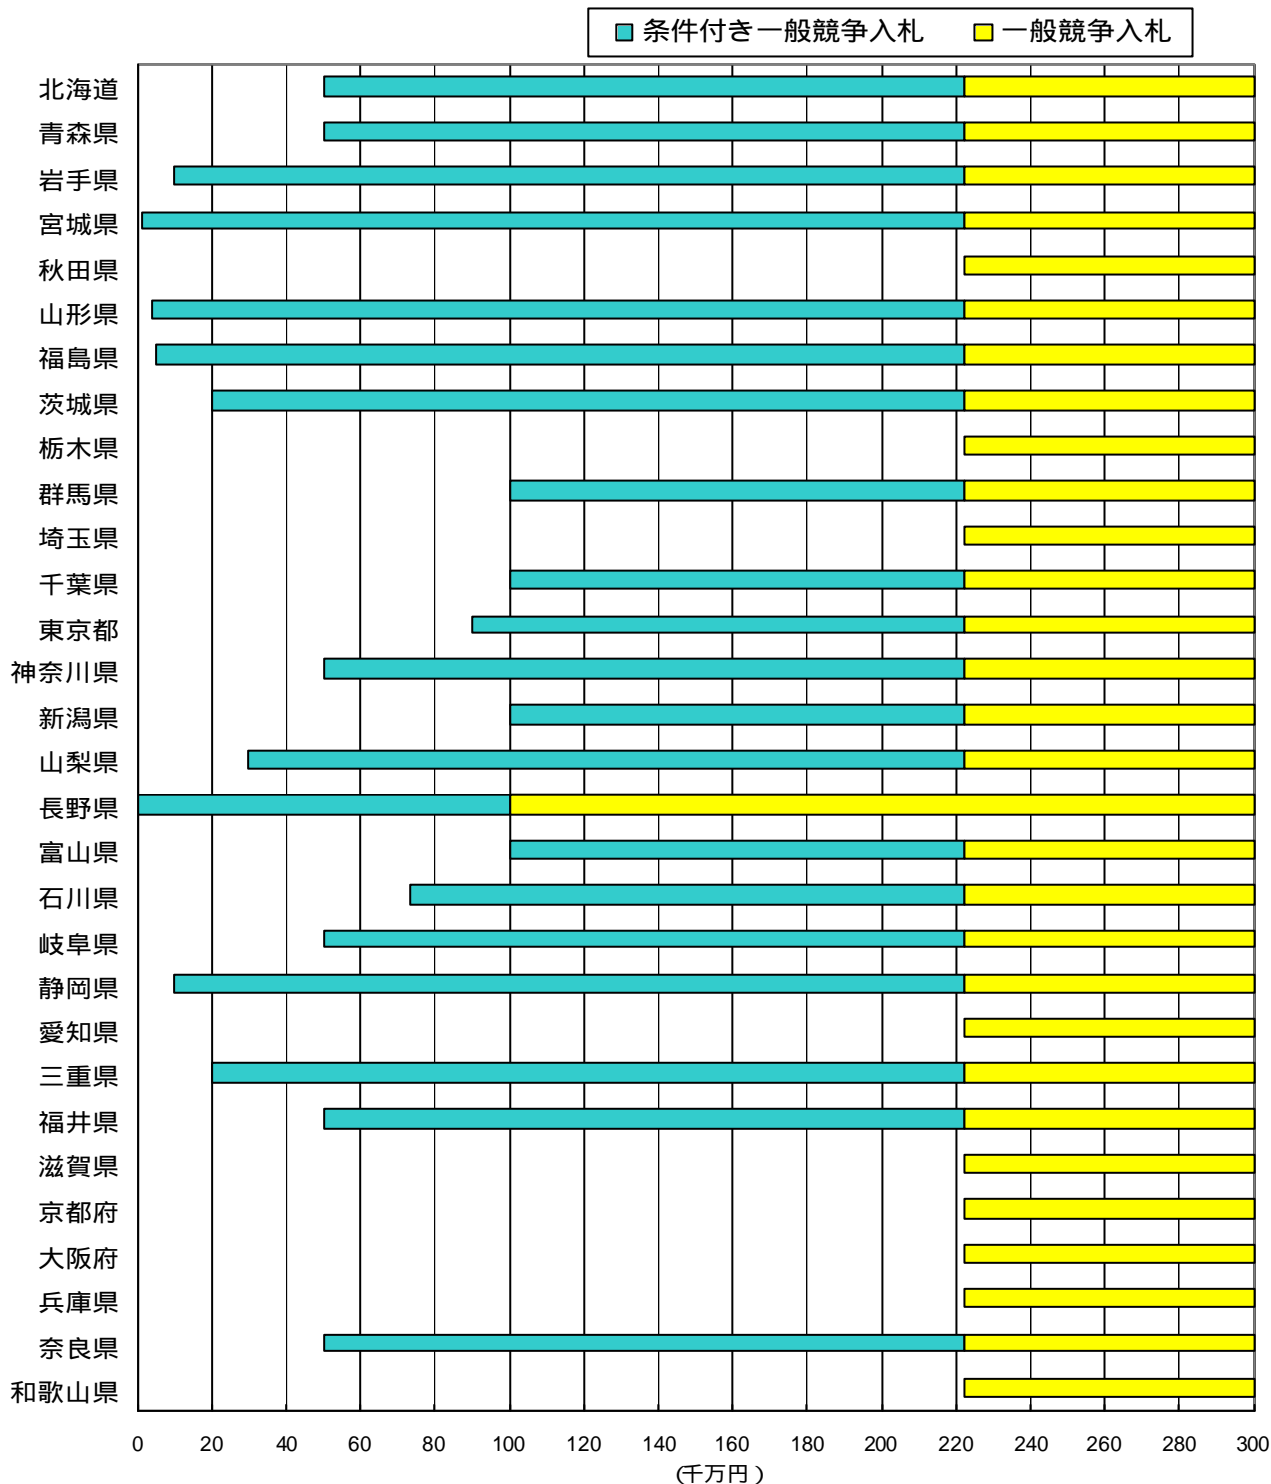 条件付き一般競争入札 一般競争入札
北海道
青森県
岩手県
宮城県
秋田県
山形県
福島県
茨城県
栃木県
群馬県
埼玉県
千葉県
東京都
神奈川県
新潟県
山梨県
長野県
富山県
石川県
岐阜県
静岡県
愛知県
三重県
福井県
滋賀県
京都府
大阪府
兵庫県
奈良県
和歌山県
0 20 40 60 80 100 120 140 160 180 200 220 240 260 280 300
(千万円)